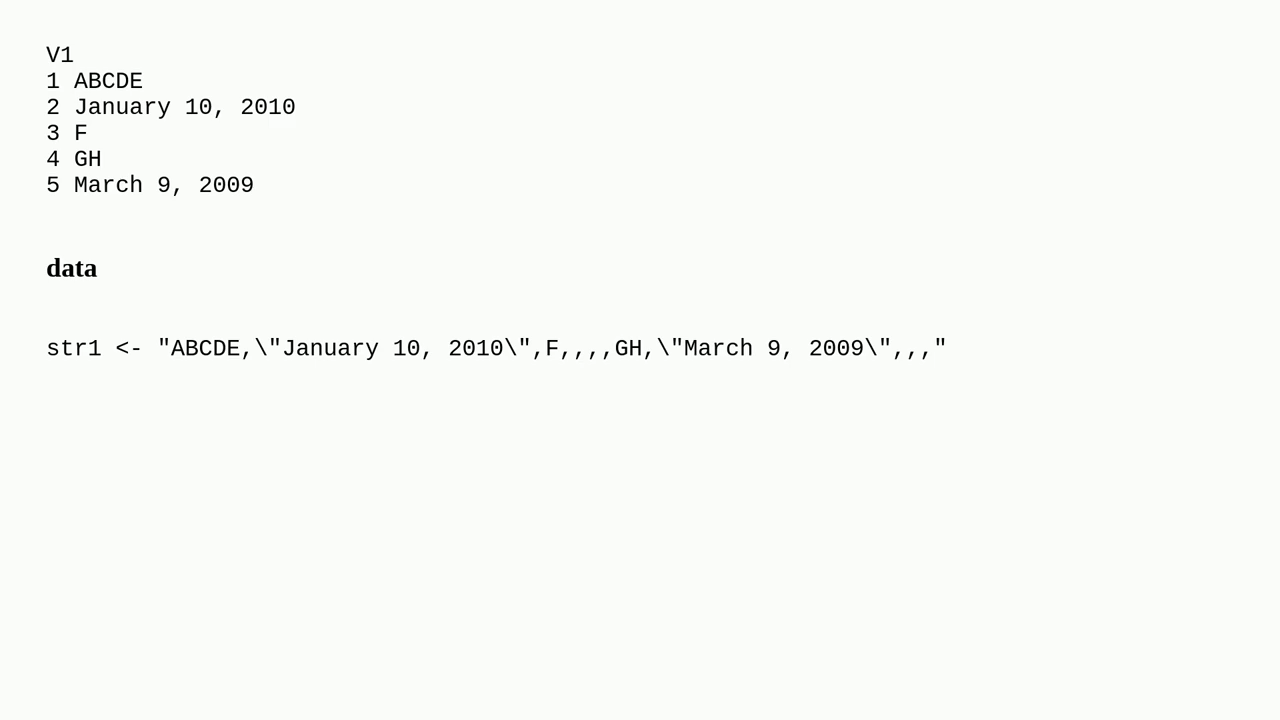 V1
1 ABCDE
2 January 10, 2010
3 F
4 GH
5 March 9, 2009
data
str1 <- "ABCDE,\"January 10, 2010\",F,,,,GH,\"March 9, 2009\",,,"